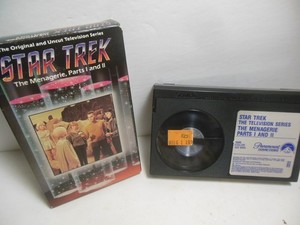 The Original and Uncut Television Series
STAR TREK
The Menagerie, Parts I and II
STAR TREK
THE TELEVISION SERIES
THE MENAGERIE
PARTS I AND II
Paramount